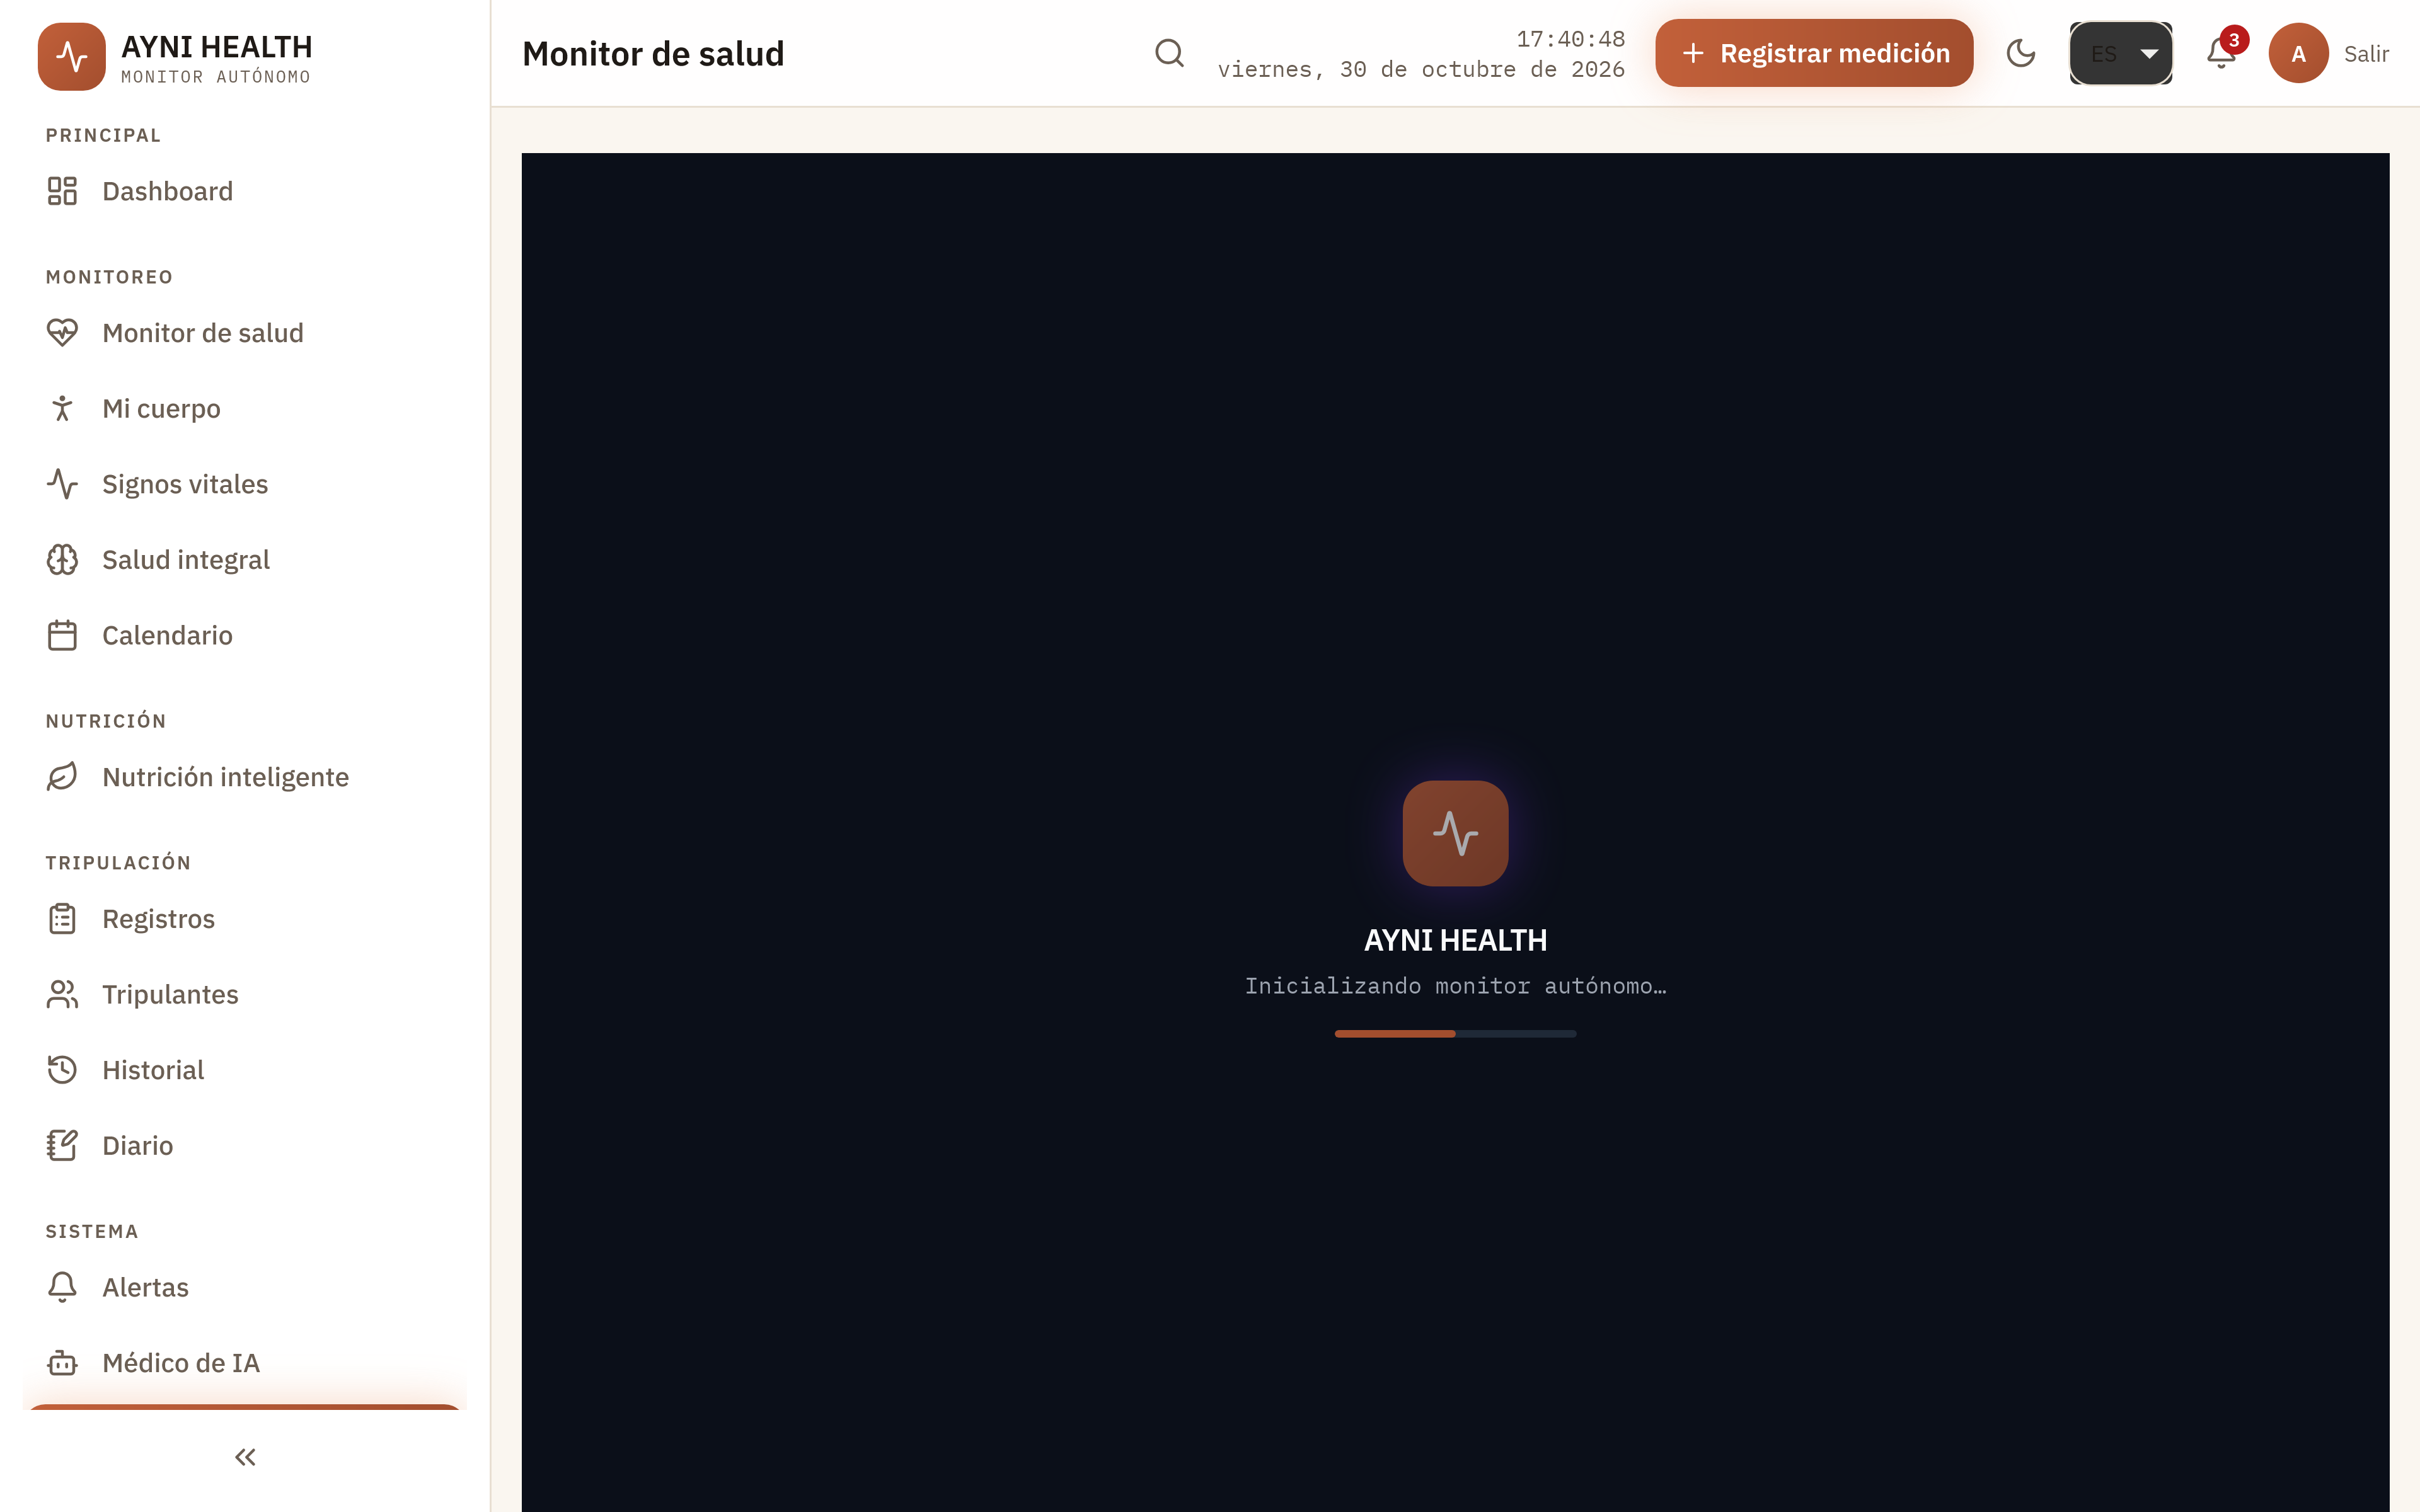 AYNI HEALTH
MONITOR AUTÓNOMO
PRINCIPAL
Dashboard
MONITOREO
Monitor de salud
Mi cuerpo
Signos vitales
Salud integral
Calendario
NUTRICIÓN
Nutrición inteligente
TRIPULACIÓN
Registros
Tripulantes
Historial
Diario
SISTEMA
Alertas
Médico de IA
Monitor de salud
17:40:48
viernes, 30 de octubre de 2026
Registrar medición
ES
3
A
Salir
AYNI HEALTH
Inicializando monitor autónomo…